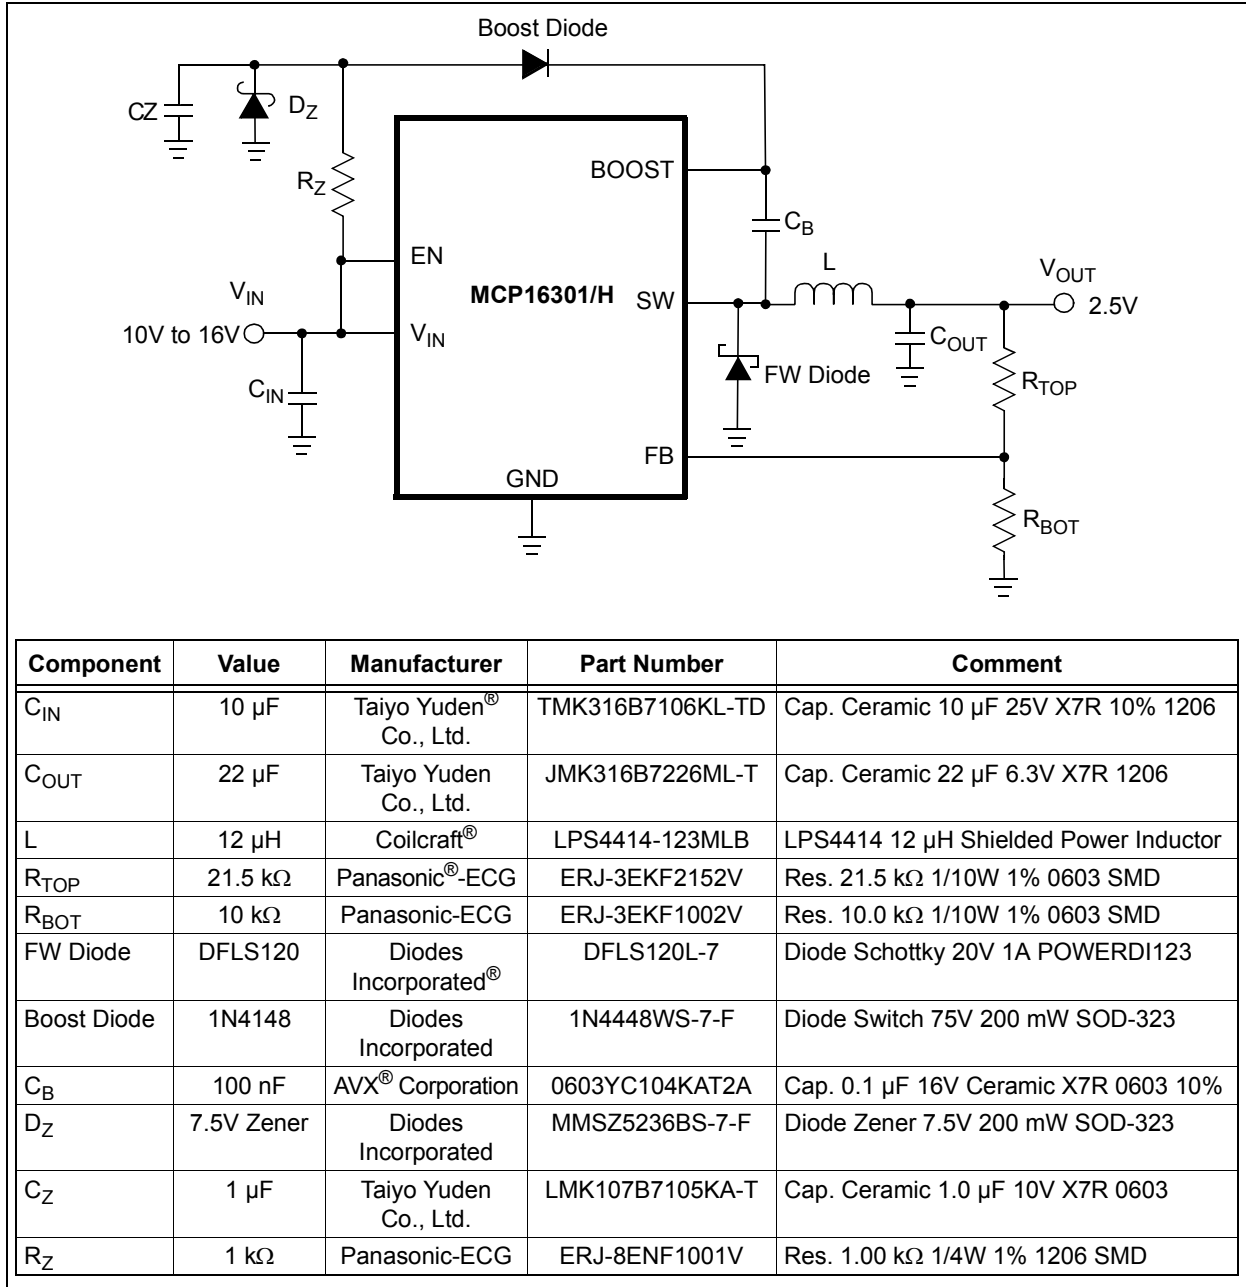 Boost Diode
CZ
DZ
RZ
BOOST
CB
EN
L
VIN
MCP16301/H
SW
VOUT
2.5V
10V to 16V
VIN
COUT
CIN
FW Diode
RTOP
FB
GND
RBOT
Component Value Manufacturer Part Number Comment
CIN 10 µF Taiyo Yuden® Co., Ltd. TMK316B7106KL-TD Cap. Ceramic 10 µF 25V X7R 10% 1206
COUT 22 µF Taiyo Yuden Co., Ltd. JMK316B7226ML-T Cap. Ceramic 22 µF 6.3V X7R 1206
L 12 µH Coilcraft® LPS4414-123MLB LPS4414 12 µH Shielded Power Inductor
RTOP 21.5 kΩ Panasonic®-ECG ERJ-3EKF2152V Res. 21.5 kΩ 1/10W 1% 0603 SMD
RBOT 10 kΩ Panasonic-ECG ERJ-3EKF1002V Res. 10.0 kΩ 1/10W 1% 0603 SMD
FW Diode DFLS120 Diodes Incorporated® DFLS120L-7 Diode Schottky 20V 1A POWERDI123
Boost Diode 1N4148 Diodes Incorporated 1N4448WS-7-F Diode Switch 75V 200 mW SOD-323
CB 100 nF AVX® Corporation 0603YC104KAT2A Cap. 0.1 µF 16V Ceramic X7R 0603 10%
DZ 7.5V Zener Diodes Incorporated MMSZ5236BS-7-F Diode Zener 7.5V 200 mW SOD-323
CZ 1 µF Taiyo Yuden Co., Ltd. LMK107B7105KA-T Cap. Ceramic 1.0 µF 10V X7R 0603
RZ 1 kΩ Panasonic-ECG ERJ-8ENF1001V Res. 1.00 kΩ 1/4W 1% 1206 SMD